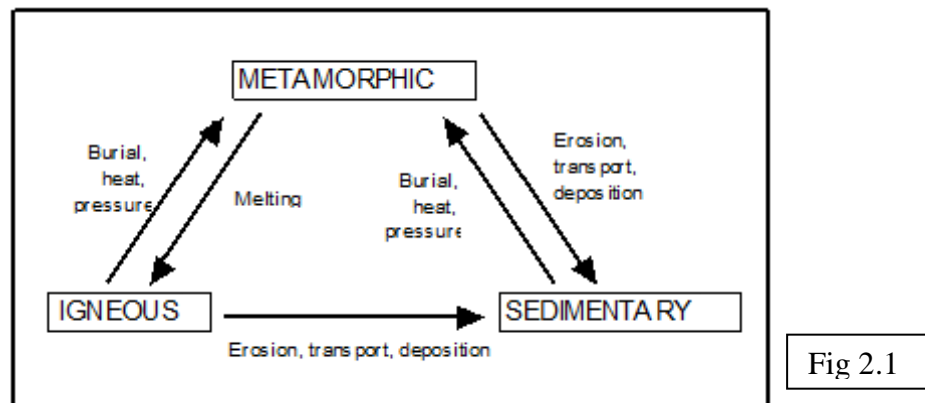 METAMORPHIC
Burial,
heat,
pressure
Melting
Burial,
heat,
pressure
Erosion,
transport,
deposition
IGNEOUS
SEDIMENTARY
Erosion, transport, deposition
Fig 2.1